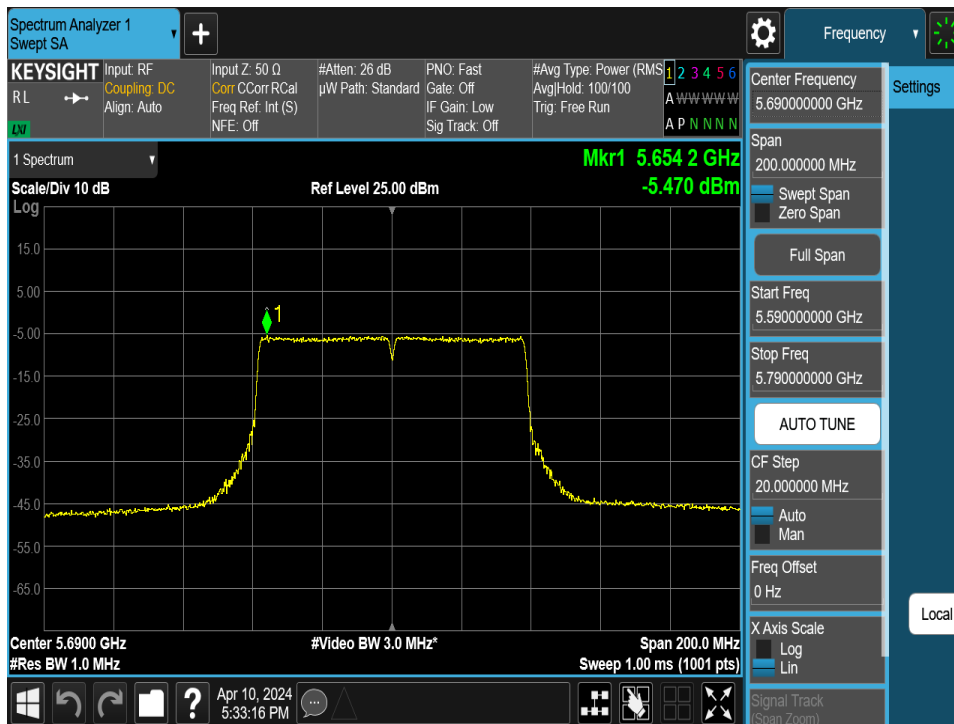 Spectrum Analyzer 1
Swept SA
+
Frequency
KEYSIGHT
RL
LXI
Input: RF
Coupling: DC
Align: Auto
Input Z: 50 Ω
Corr CCorr RCal
Freq Ref: Int (S)
NFE: Off
#Atten: 26 dB
µW Path: Standard
PNO: Fast
Gate: Off
IF Gain: Low
Sig Track: Off
#Avg Type: Power (RMS
Avg|Hold: 100/100
Trig: Free Run
1 2 3 4 5 6
A W W W W W
A P N N N N
Settings
1 Spectrum
Mkr1 5.654 2 GHz
-5.470 dBm
Scale/Div 10 dB
Ref Level 25.00 dBm
Log
15.0
5.00
-5.00
-15.0
-25.0
-35.0
-45.0
-55.0
-65.0
1
Center 5.6900 GHz
#Video BW 3.0 MHz*
Span 200.0 MHz
#Res BW 1.0 MHz
Sweep 1.00 ms (1001 pts)
Center Frequency
5.690000000 GHz
Span
200.000000 MHz
Swept Span
Zero Span
Full Span
Start Freq
5.590000000 GHz
Stop Freq
5.790000000 GHz
AUTO TUNE
CF Step
20.000000 MHz
Auto
Man
Freq Offset
0 Hz
X Axis Scale
Log
Lin
Signal Track
(Span Zoom)
Local
?
Apr 10, 2024
5:33:16 PM